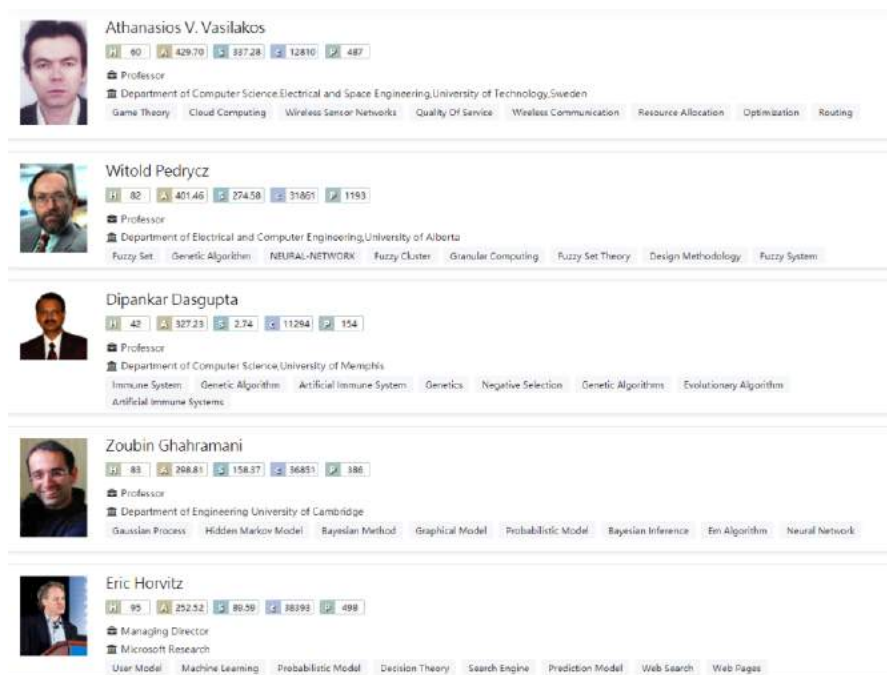 Athanasios V. Vasilakos
H 60 A 429.70 S 337.28 C 12810 P 487
Professor
Department of Computer Science,Electrical and Space Engineering,University of Technology,Sweden
Game Theory Cloud Computing Wireless Sensor Networks Quality Of Service Wireless Communication Resource Allocation Optimization Routing
Witold Pedrycz
H 82 A 401.46 S 274.58 C 31861 P 1193
Professor
Department of Electrical and Computer Engineering,University of Alberta
Fuzzy Set Genetic Algorithm NEURAL-NETWORK Fuzzy Cluster Granular Computing Fuzzy Set Theory Design Methodology Fuzzy System
Dipankar Dasgupta
H 42 A 327.23 S 2.74 C 11294 P 154
Professor
Department of Computer Science,University of Memphis
Immune System Genetic Algorithm Artificial Immune System Genetics Negative Selection Genetic Algorithms Evolutionary Algorithm
Artificial Immune Systems
Zoubin Ghahramani
H 83 A 298.81 S 158.37 C 36851 P 386
Professor
Department of Engineering University of Cambridge
Gaussian Process Hidden Markov Model Bayesian Method Graphical Model Probabilistic Model Bayesian Inference Em Algorithm Neural Network
Eric Horvitz
H 95 A 252.52 S 89.59 C 38393 P 498
Managing Director
Microsoft Research
User Model Machine Learning Probabilistic Model Decision Theory Search Engine Prediction Model Web Search Web Pages